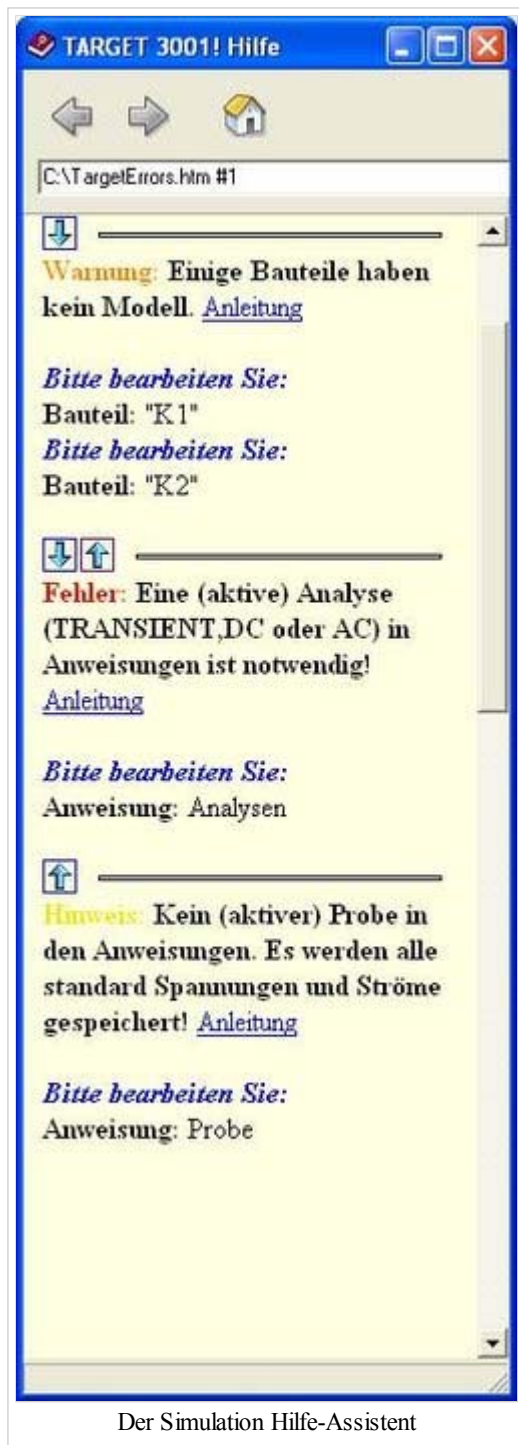 TARGET 3001! Hilfe
C:\TargetErrors.htm #1
Warnung: Einige Bauteile haben
kein Modell. Anleitung
Bitte bearbeiten Sie:
Bauteil: "K1"
Bitte bearbeiten Sie:
Bauteil: "K2"
Fehler: Eine (aktive) Analyse
(TRANSIENT,DC oder AC) in
Anweisungen ist notwendig!
Anleitung
Bitte bearbeiten Sie:
Anweisung: Analysen
Hinweis: Kein (aktiver) Probe in
den Anweisungen. Es werden alle
standard Spannungen und Ströme
gespeichert! Anleitung
Bitte bearbeiten Sie:
Anweisung: Probe
Der Simulation Hilfe-Assistent